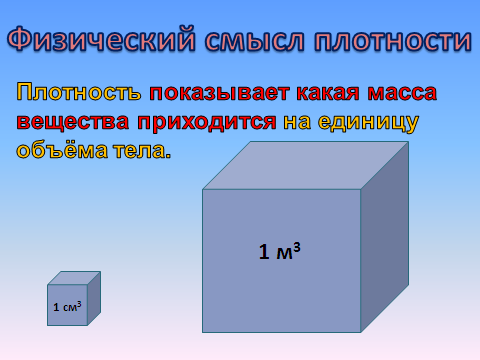 Физический смысл плотности
Плотность показывает какая масса
вещества приходится на единицу
объёма тела.
1 м³
1 см³